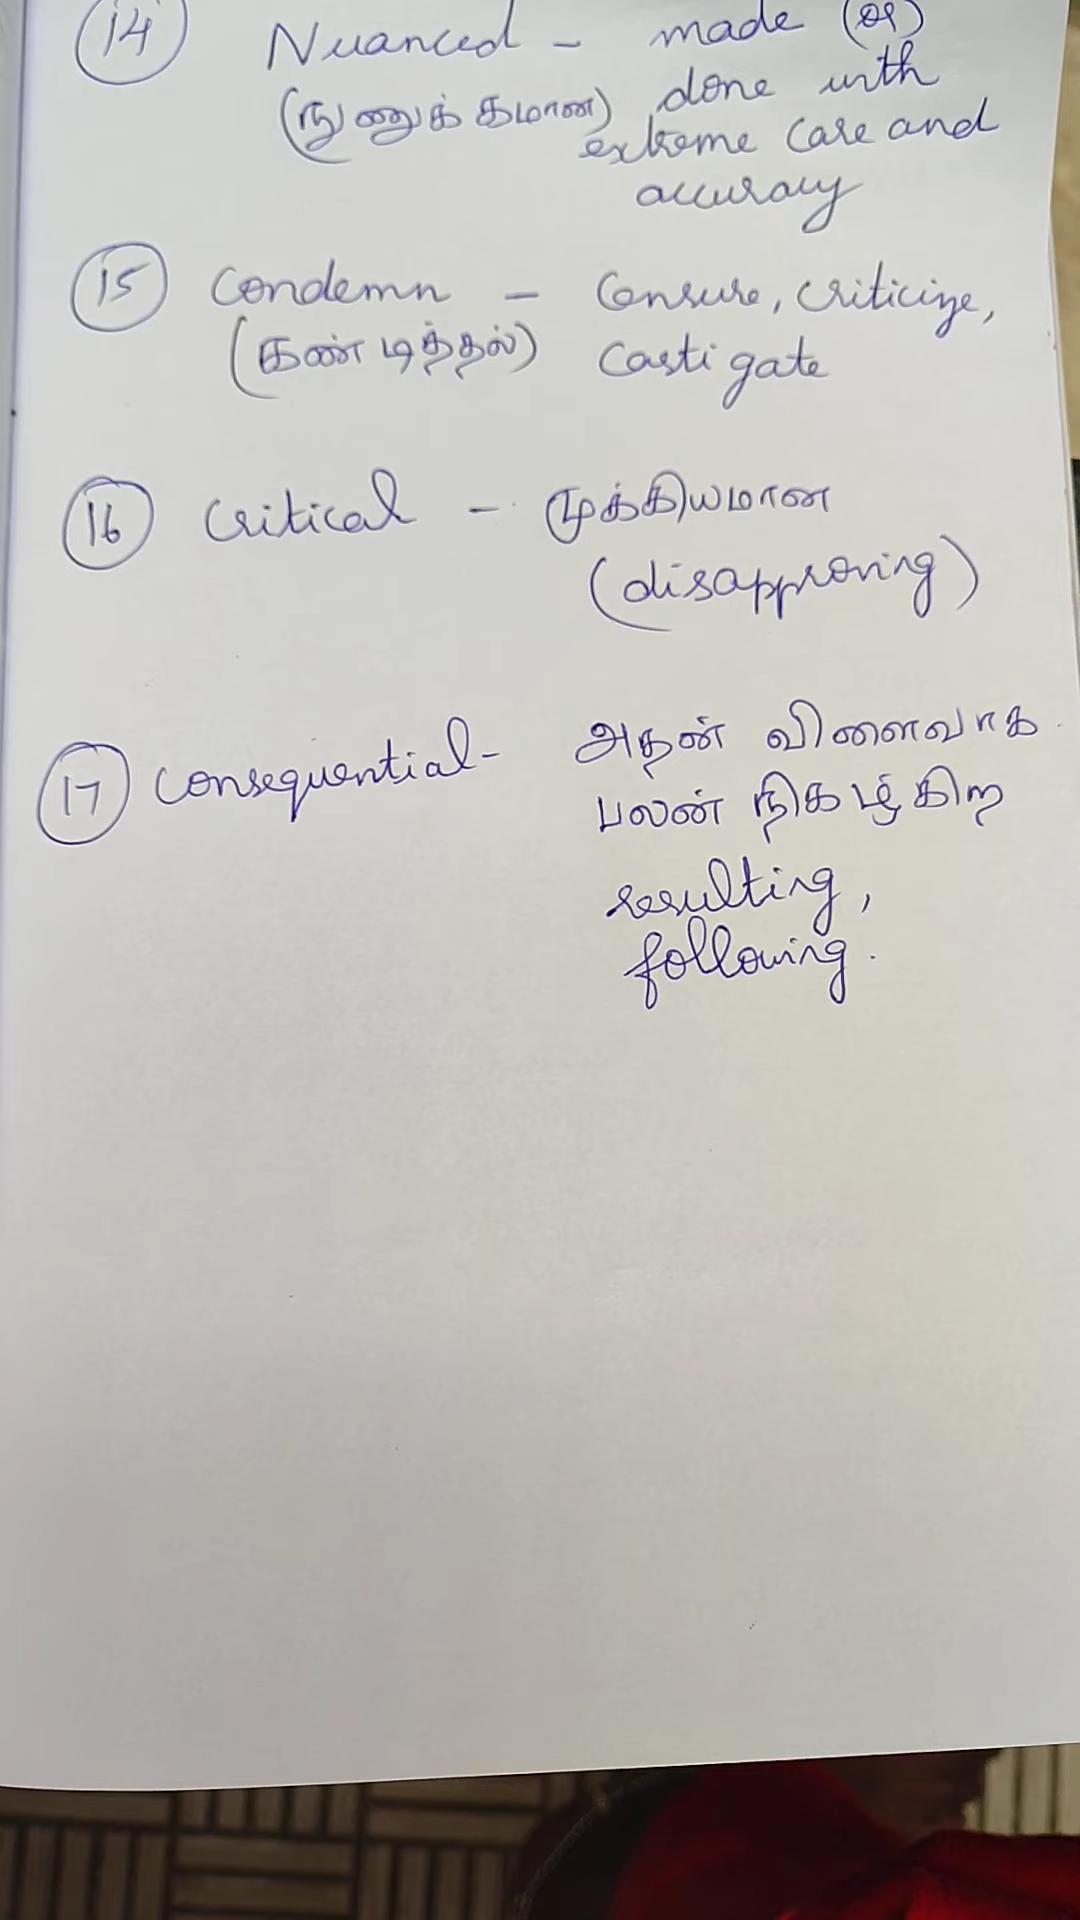 14 Nuanced - made (or)
(நுணுக்கமான) done with
extreme care and
accuracy
15 Condemn - Censure, criticize,
(கண்டித்தல்) Castigate
16 Critical - முக்கியமான
(disapproving)
17 Consequential - அதன் விளைவாக
பலன் நிகழ்கிற
resulting,
following.